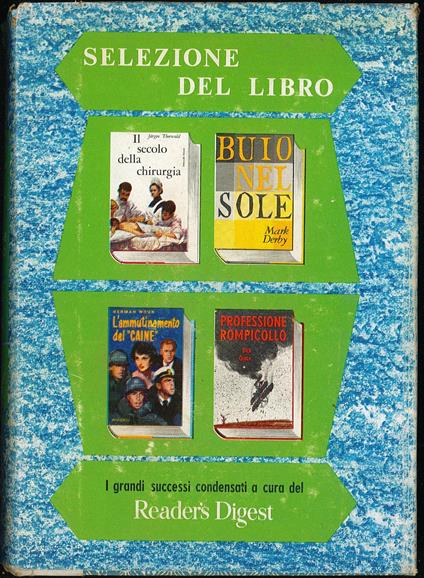 SELEZIONE
DEL LIBRO
Jürgen Thorwald
Il
secolo
della
chirurgia
BUIO
NEL
SOLE
Mark
Derby
HERMAN WOUK
L'ammutinamento
del "CAINE"
PROFESSIONE
ROMPICOLLO
I grandi successi condensati a cura del
Reader's Digest